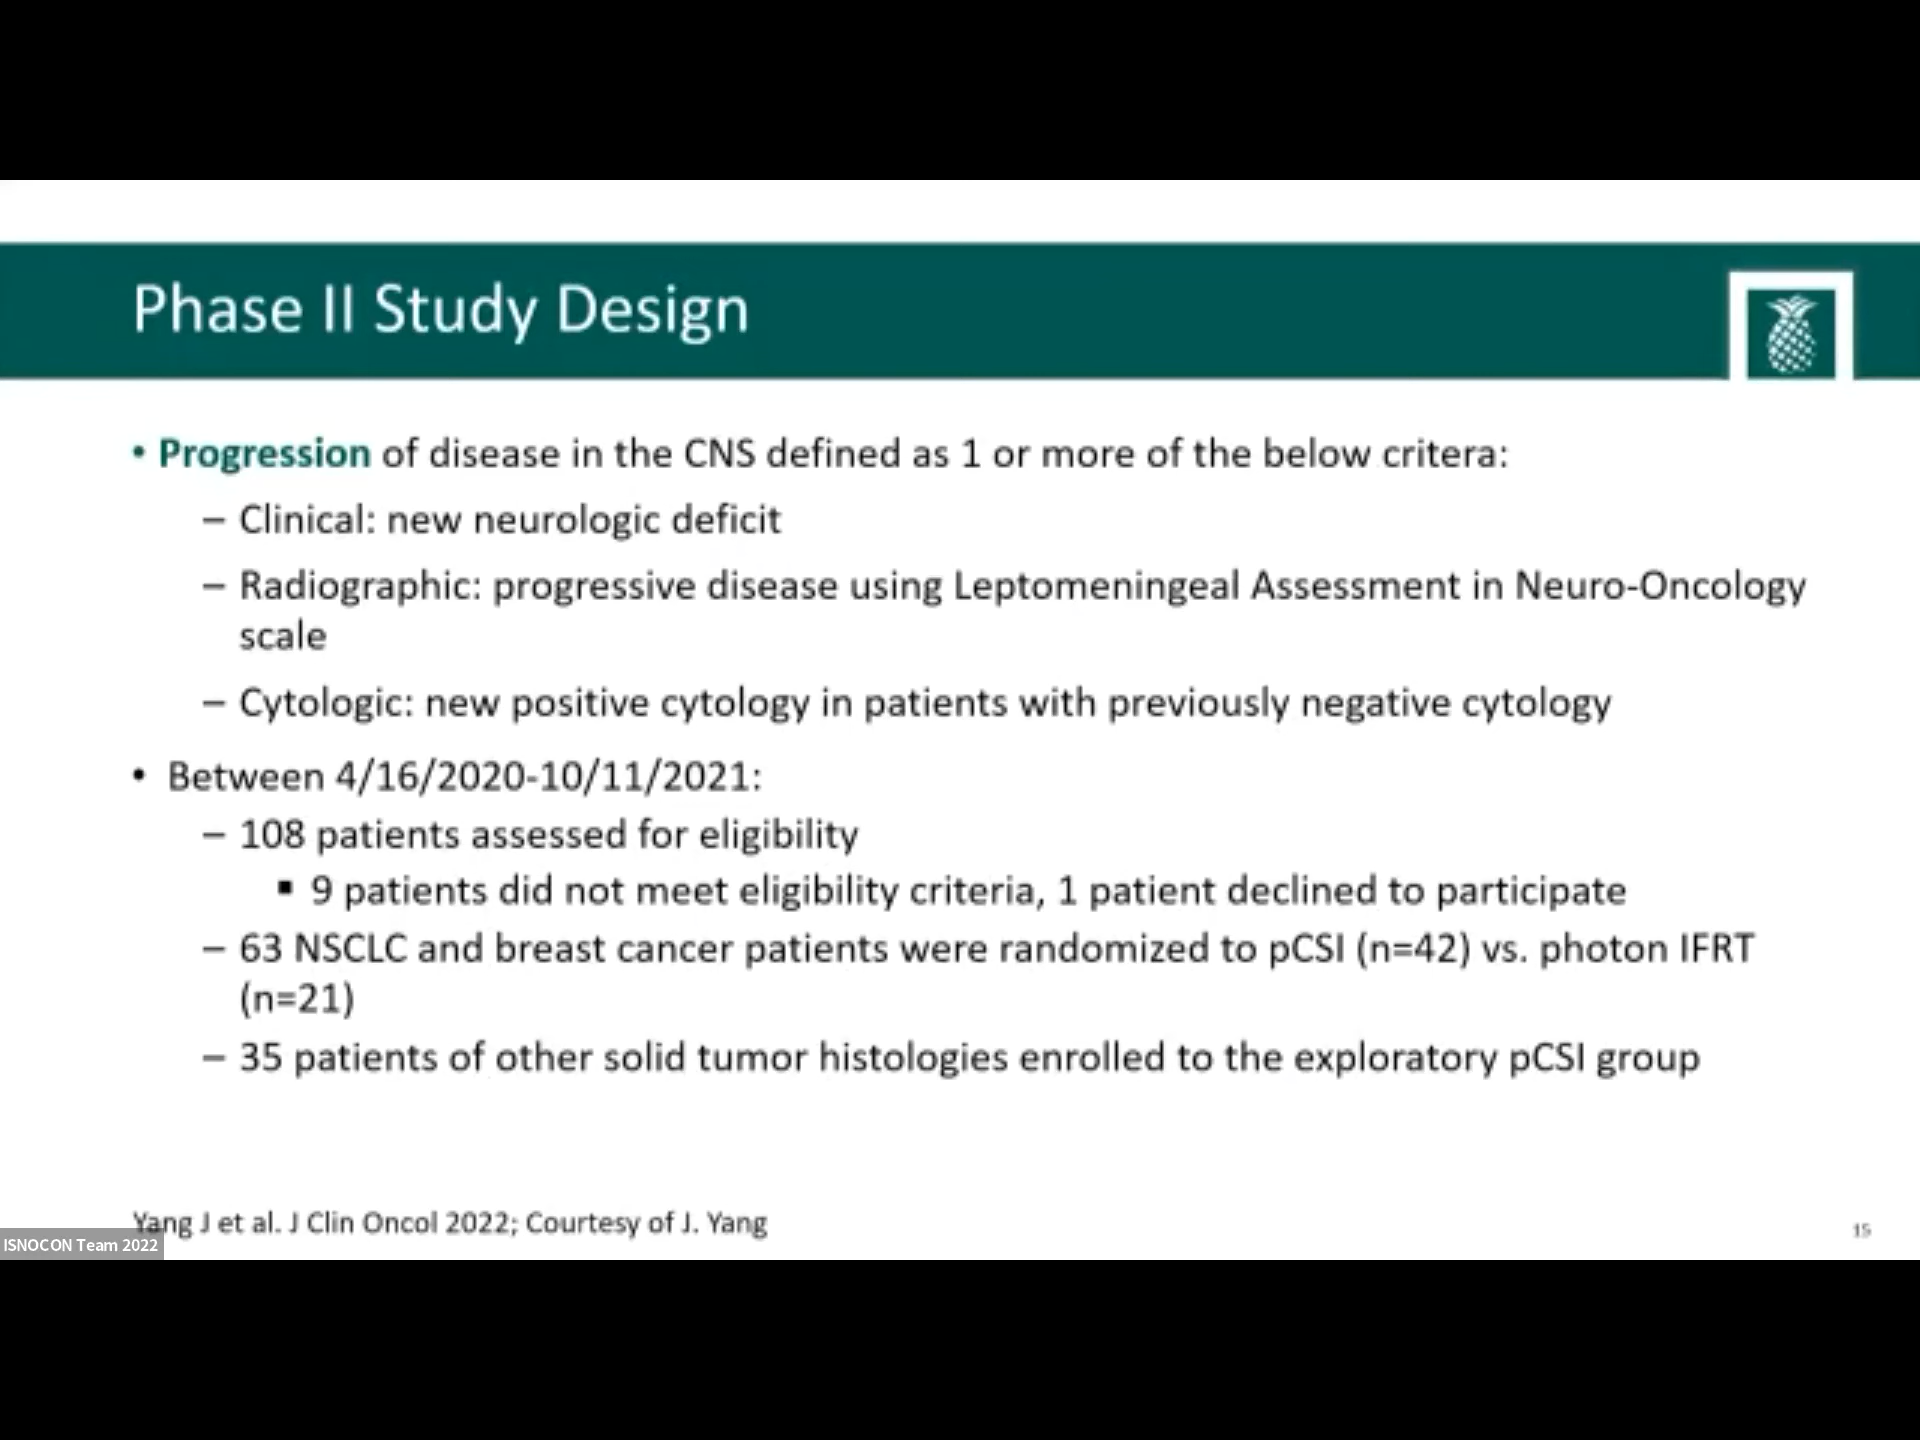 Phase II Study Design
• Progression of disease in the CNS defined as 1 or more of the below critera:
– Clinical: new neurologic deficit
– Radiographic: progressive disease using Leptomeningeal Assessment in Neuro-Oncology
scale
– Cytologic: new positive cytology in patients with previously negative cytology
• Between 4/16/2020-10/11/2021:
– 108 patients assessed for eligibility
▪ 9 patients did not meet eligibility criteria, 1 patient declined to participate
– 63 NSCLC and breast cancer patients were randomized to pCSI (n=42) vs. photon IFRT
(n=21)
– 35 patients of other solid tumor histologies enrolled to the exploratory pCSI group
Yang J et al. J Clin Oncol 2022; Courtesy of J. Yang
ISNOCON Team 2022
15